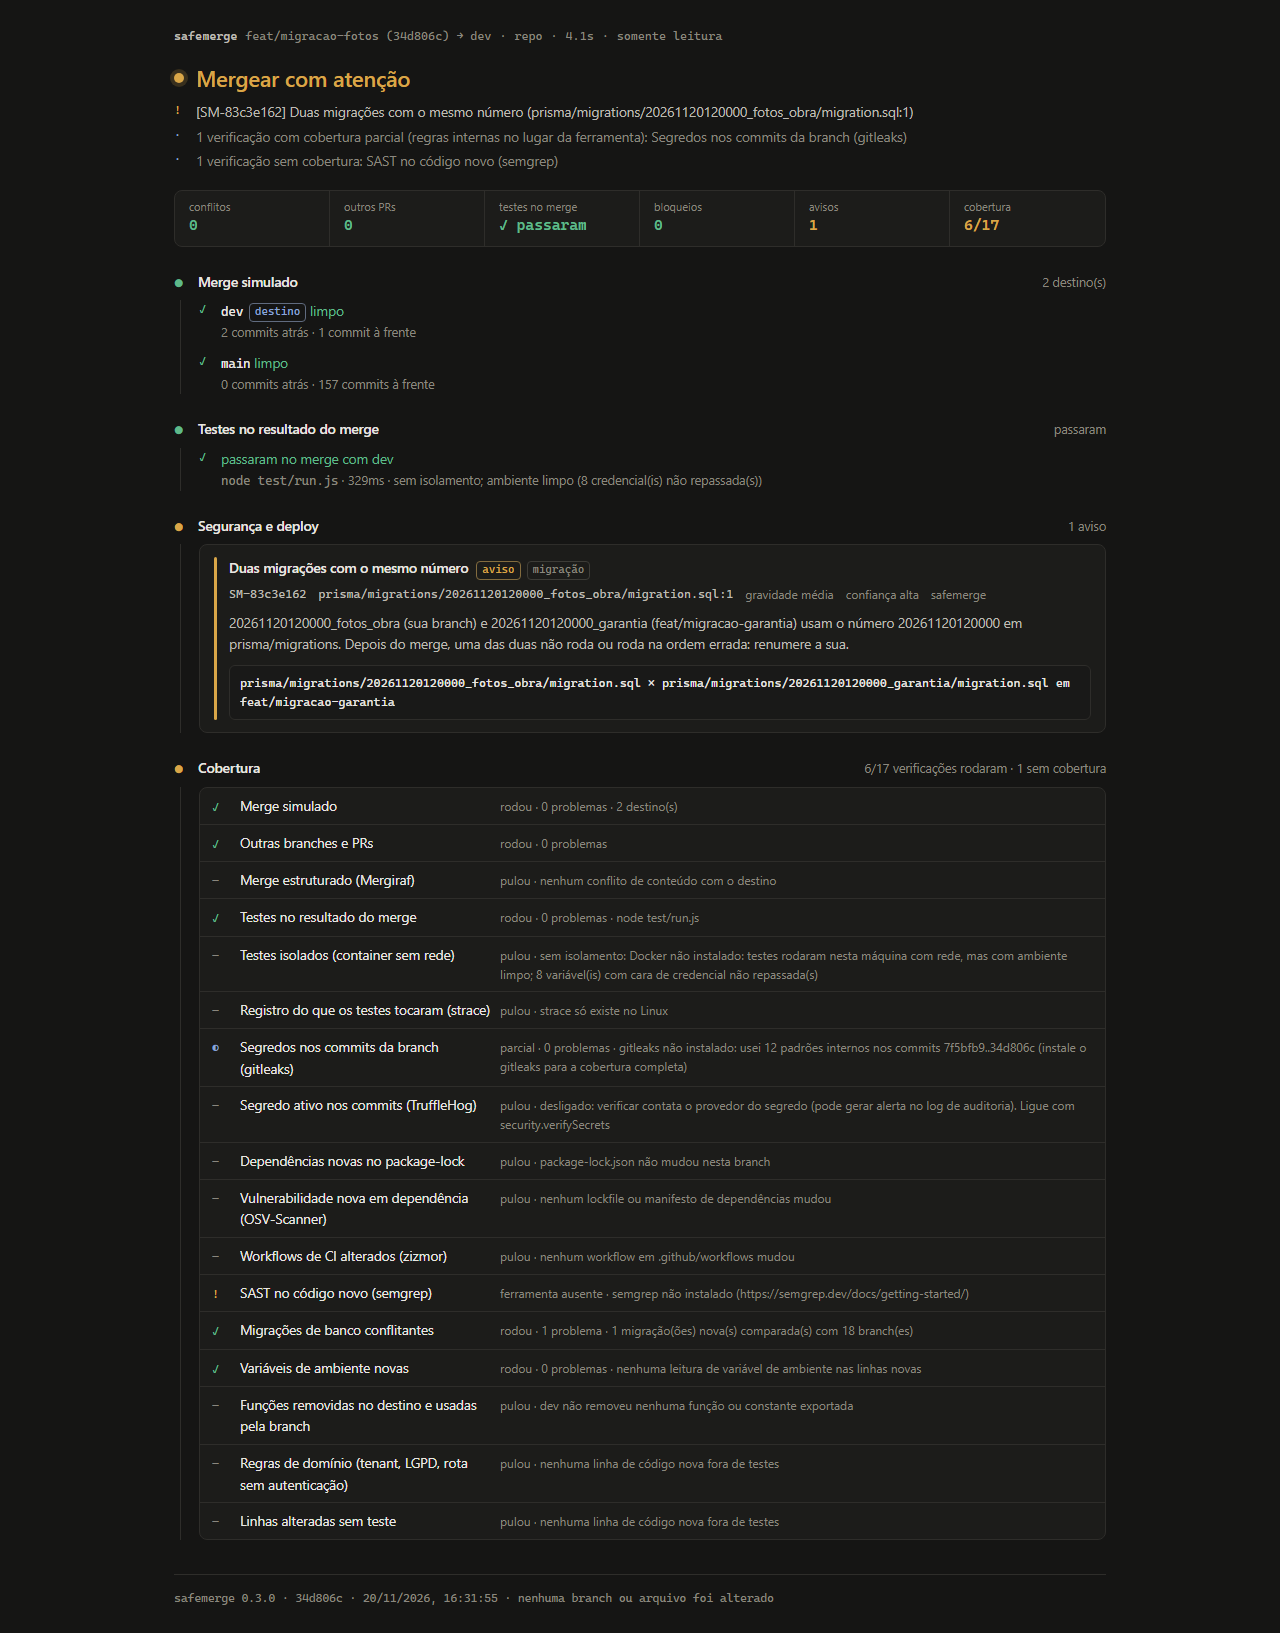 safemerge feat/migracao-fotos (34d806c) → dev · repo · 4.1s · somente leitura
Mergear com atenção
! [SM-83c3e162] Duas migrações com o mesmo número (prisma/migrations/20261120120000_fotos_obra/migration.sql:1)
· 1 verificação com cobertura parcial (regras internas no lugar da ferramenta): Segredos nos commits da branch (gitleaks)
· 1 verificação sem cobertura: SAST no código novo (semgrep)
conflitos outros PRs testes no merge bloqueios avisos cobertura
0 0 ✓ passaram 0 1 6/17
Merge simulado 2 destino(s)
✓ dev destino limpo
2 commits atrás · 1 commit à frente
✓ main limpo
0 commits atrás · 157 commits à frente
Testes no resultado do merge passaram
✓ passaram no merge com dev
node test/run.js · 329ms · sem isolamento; ambiente limpo (8 credencial(is) não repassada(s))
Segurança e deploy 1 aviso
Duas migrações com o mesmo número aviso migração
SM-83c3e162 prisma/migrations/20261120120000_fotos_obra/migration.sql:1 gravidade média confiança alta safemerge
20261120120000_fotos_obra (sua branch) e 20261120120000_garantia (feat/migracao-garantia) usam o número 20261120120000 em
prisma/migrations. Depois do merge, uma das duas não roda ou roda na ordem errada: renumere a sua.
prisma/migrations/20261120120000_fotos_obra/migration.sql × prisma/migrations/20261120120000_garantia/migration.sql em
feat/migracao-garantia
Cobertura 6/17 verificações rodaram · 1 sem cobertura
✓ Merge simulado rodou · 0 problemas · 2 destino(s)
✓ Outras branches e PRs rodou · 0 problemas
— Merge estruturado (Mergiraf) pulou · nenhum conflito de conteúdo com o destino
✓ Testes no resultado do merge rodou · 0 problemas · node test/run.js
— Testes isolados (container sem rede) pulou · sem isolamento: Docker não instalado: testes rodaram nesta máquina com rede, mas com ambiente
limpo; 8 variável(is) com cara de credencial não repassada(s)
— Registro do que os testes tocaram (strace) pulou · strace só existe no Linux
◐ Segredos nos commits da branch parcial · 0 problemas · gitleaks não instalado: usei 12 padrões internos nos commits 7f5bfb9..34d806c (instale o
(gitleaks) gitleaks para a cobertura completa)
— Segredo ativo nos commits (TruffleHog) pulou · desligado: verificar contata o provedor do segredo (pode gerar alerta no log de auditoria). Ligue com
security.verifySecrets
— Dependências novas no package-lock pulou · package-lock.json não mudou nesta branch
— Vulnerabilidade nova em dependência pulou · nenhum lockfile ou manifesto de dependências mudou
(OSV-Scanner)
— Workflows de CI alterados (zizmor) pulou · nenhum workflow em .github/workflows mudou
! SAST no código novo (semgrep) ferramenta ausente · semgrep não instalado (https://semgrep.dev/docs/getting-started/)
✓ Migrações de banco conflitantes rodou · 1 problema · 1 migração(ões) nova(s) comparada(s) com 18 branch(es)
✓ Variáveis de ambiente novas rodou · 0 problemas · nenhuma leitura de variável de ambiente nas linhas novas
— Funções removidas no destino e usadas pulou · dev não removeu nenhuma função ou constante exportada
pela branch
— Regras de domínio (tenant, LGPD, rota pulou · nenhuma linha de código nova fora de testes
sem autenticação)
— Linhas alteradas sem teste pulou · nenhuma linha de código nova fora de testes
safemerge 0.3.0 · 34d806c · 20/11/2026, 16:31:55 · nenhuma branch ou arquivo foi alterado